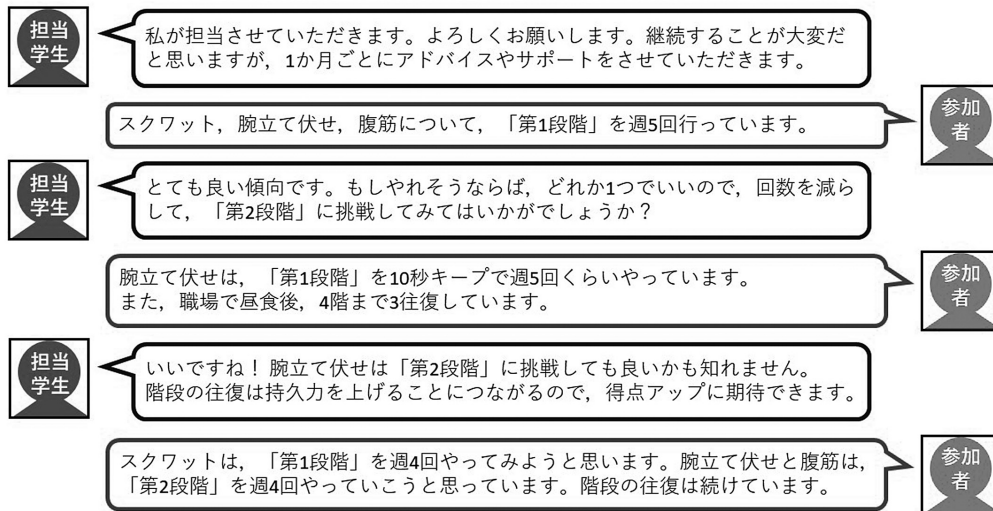 担当
学生
私が担当させていただきます。よろしくお願いします。継続することが大変だ
と思いますが，1か月ごとにアドバイスやサポートをさせていただきます。
スクワット，腕立て伏せ，腹筋について，「第1段階」を週5回行っています。
参加
者
担当
学生
とても良い傾向です。もしやれそうならば，どれか1つでいいので，回数を減ら
して，「第2段階」に挑戦してみてはいかがでしょうか？
腕立て伏せは，「第1段階」を10秒キープで週5回くらいやっています。
また，職場で昼食後，4階まで3往復しています。
参加
者
担当
学生
いいですね！腕立て伏せは「第2段階」に挑戦しても良いかも知れません。
階段の往復は持久力を上げることにつながるので，得点アップに期待できます。
スクワットは，「第1段階」を週4回やってみようと思います。腕立て伏せと腹筋は，
「第2段階」を週4回やっていこうと思っています。階段の往復は続けています。
参加
者